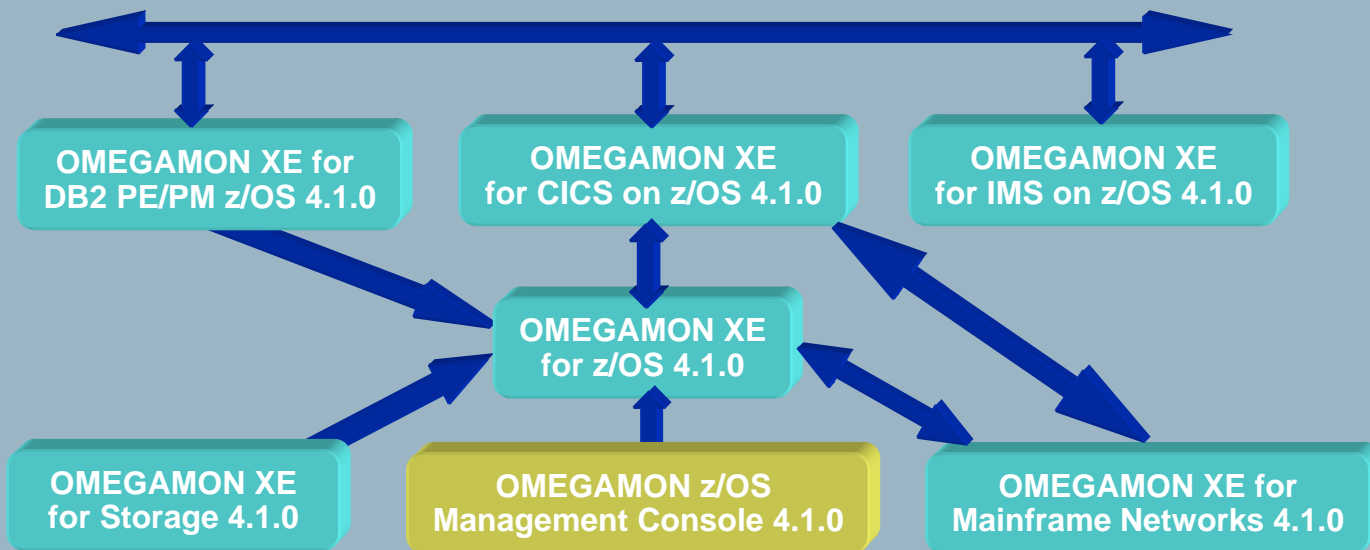 OMEGAMON XE for
DB2 PE/PM z/OS 4.1.0
OMEGAMON XE
for CICS on z/OS 4.1.0
OMEGAMON XE
for IMS on z/OS 4.1.0
OMEGAMON XE
for z/OS 4.1.0
OMEGAMON XE
for Storage 4.1.0
OMEGAMON z/OS
Management Console 4.1.0
OMEGAMON XE for
Mainframe Networks 4.1.0